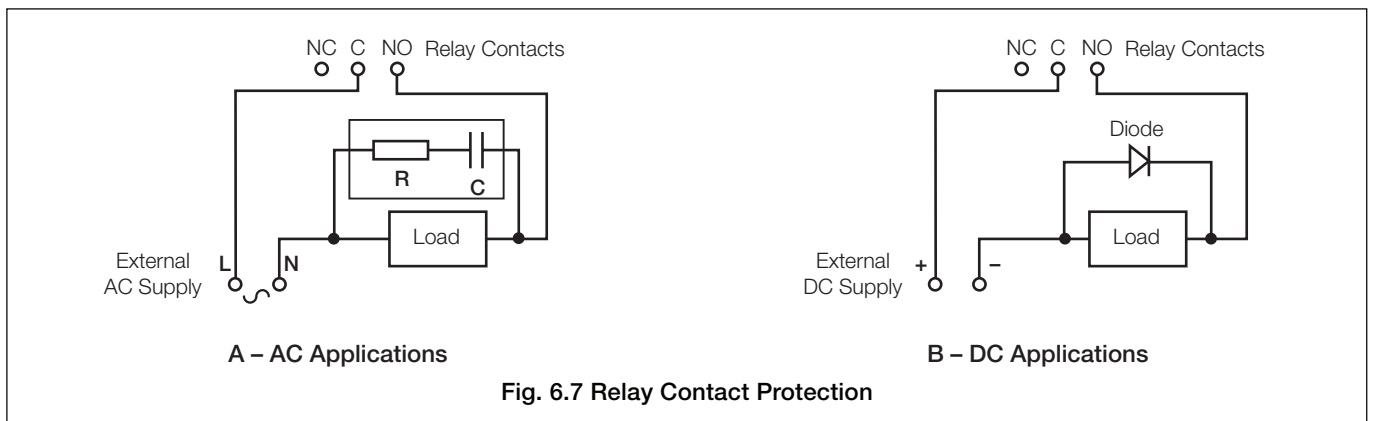 NC C NO Relay Contacts
R
C
Load
External
AC Supply
L
N
A – AC Applications
NC C NO Relay Contacts
Diode
Load
External
DC Supply
+
–
B – DC Applications
Fig. 6.7 Relay Contact Protection